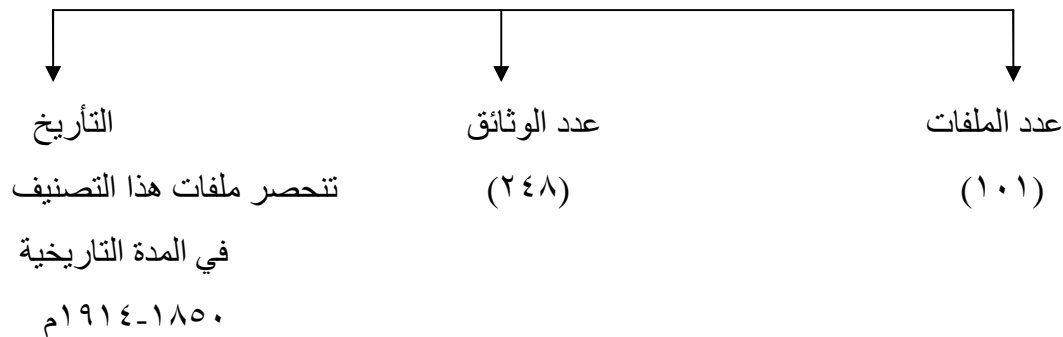 عدد الملفات
(١٠١)
عدد الوثائق
(٢٤٨)
التأريخ
تنحصر ملفات هذا التصنيف
في المدة التاريخية
١٨٥٠-١٩١٤م